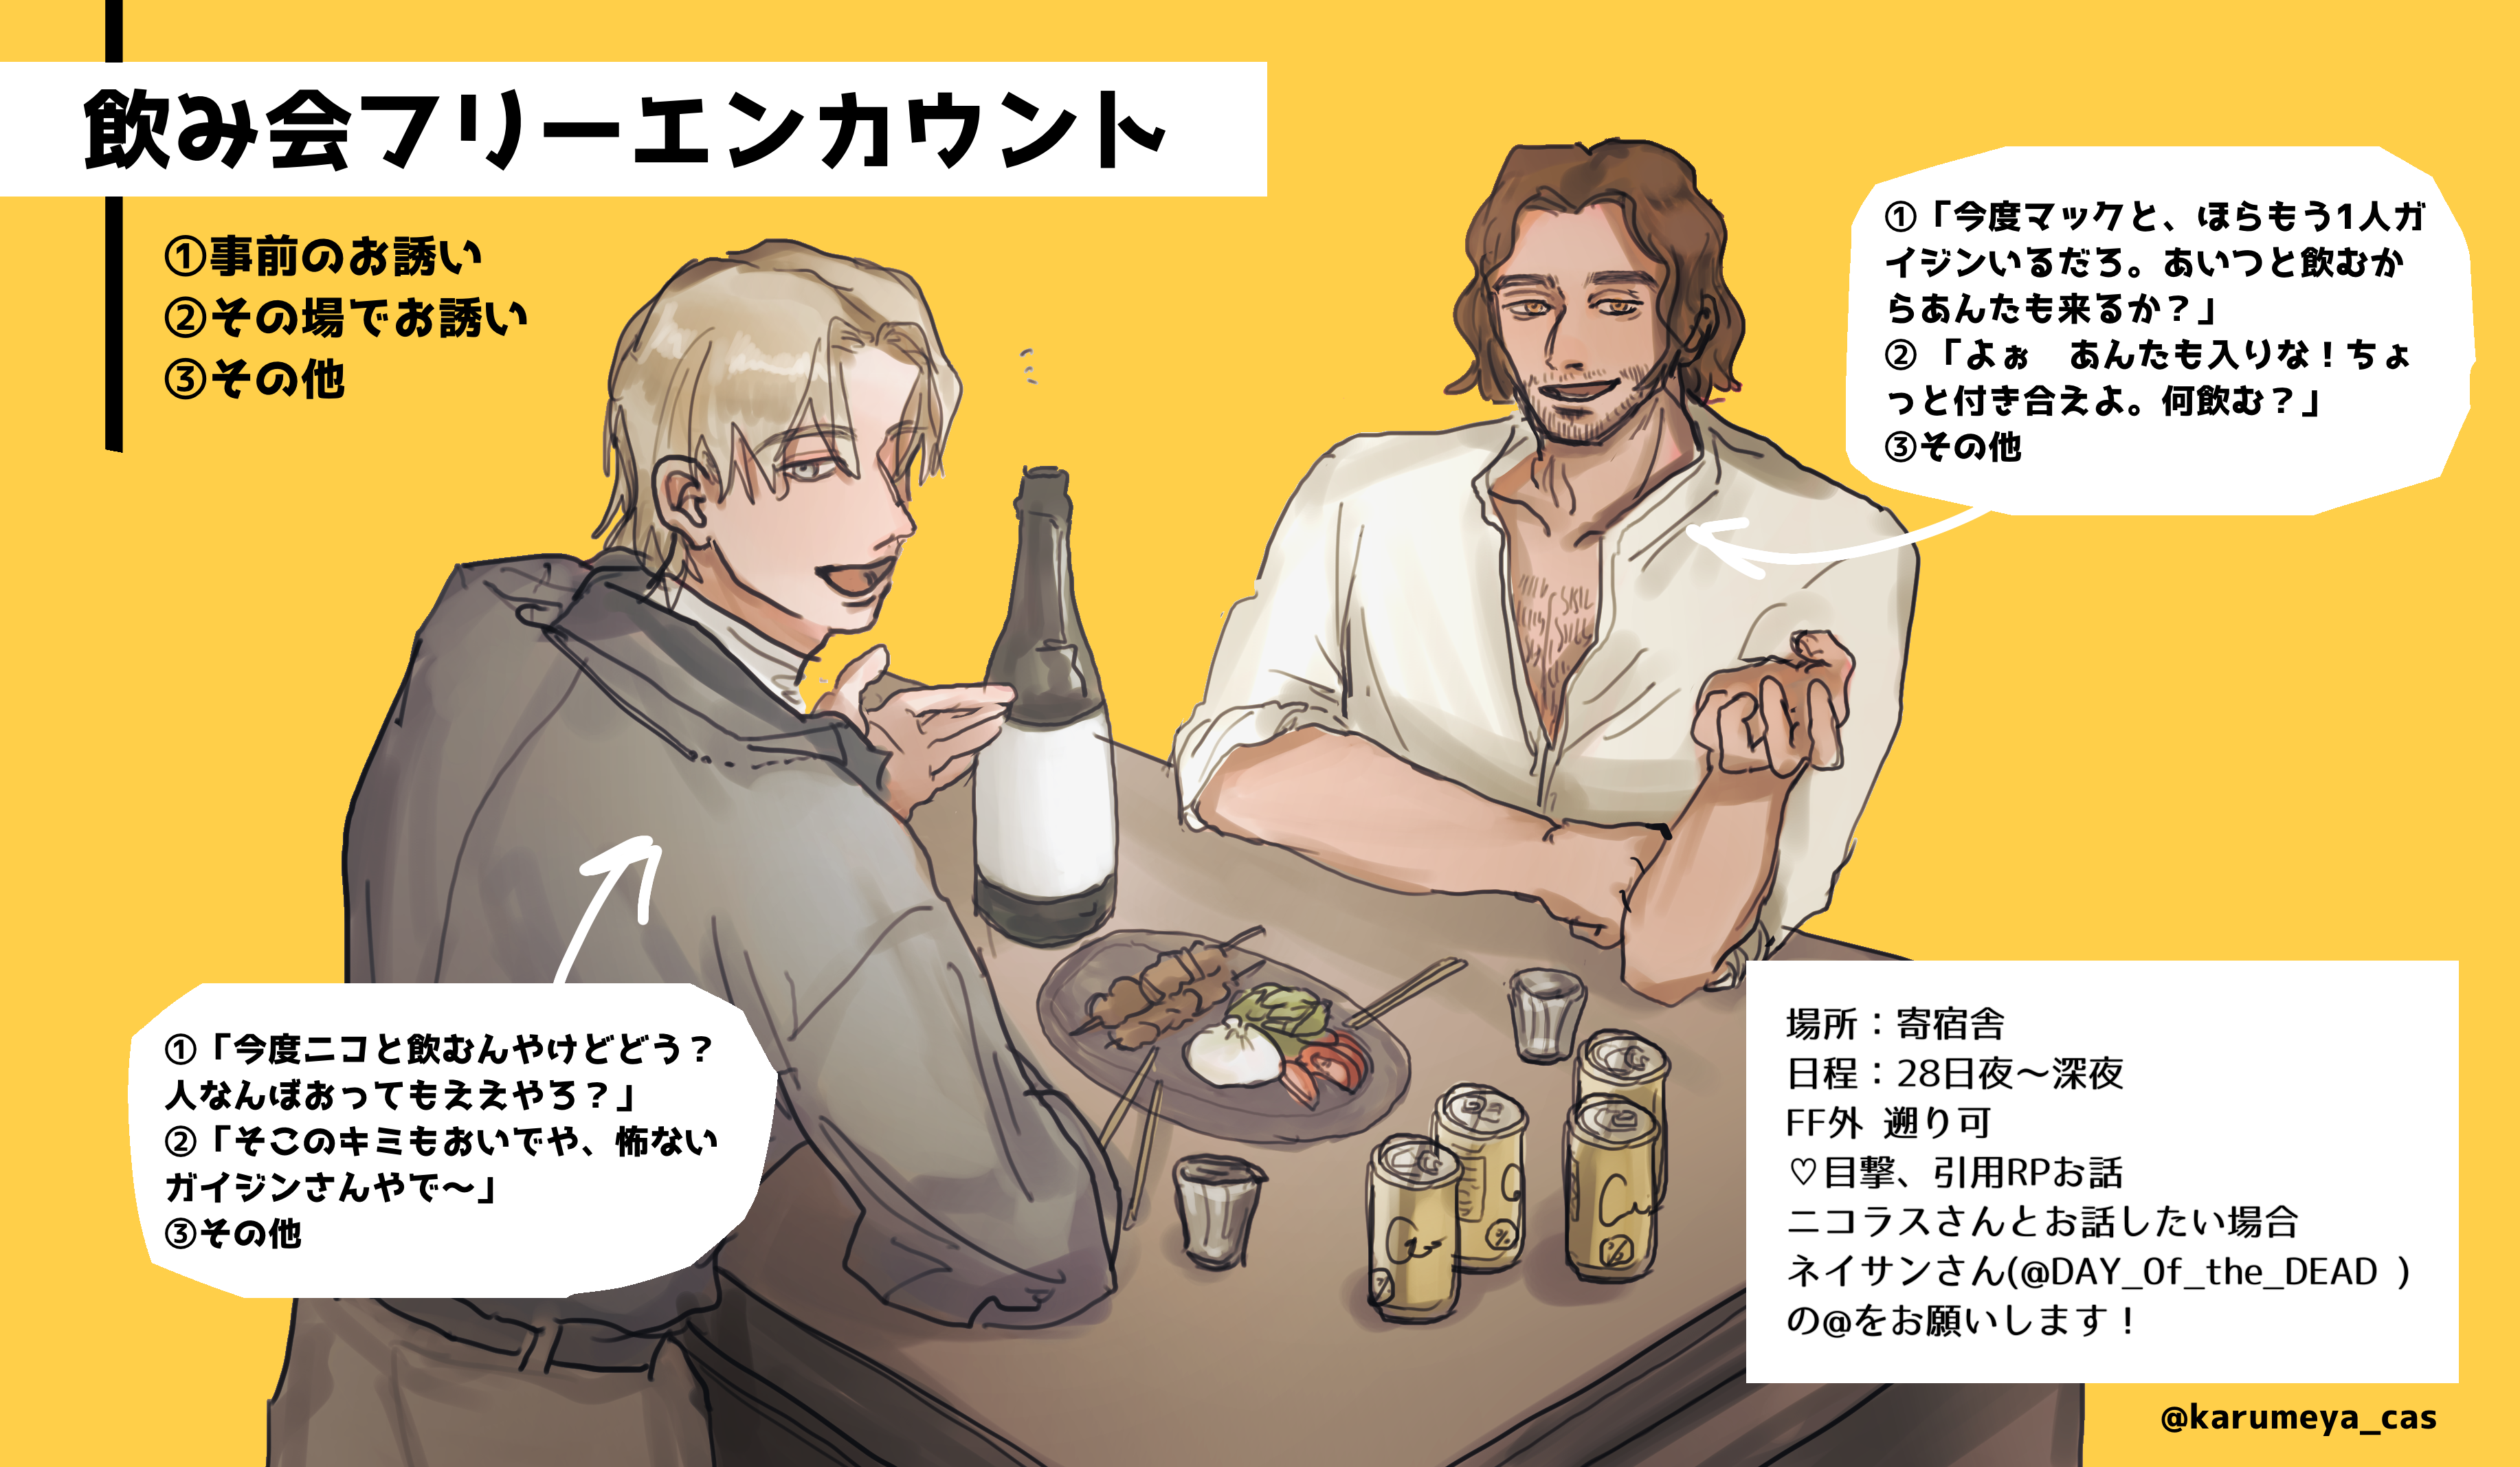 飲み会フリーエンカウント
①事前のお誘い
②その場でお誘い
③その他
①「今度マックと、ほらもう1人ガ
イジンいるだろ。あいつと飲むか
らあんたも来るか？」
②「よぉ　あんたも入りな！ちょ
っと付き合えよ。何飲む？」
③その他
①「今度ニコと飲むんやけどどう？
人なんぼおってもええやろ？」
②「そこのキミもおいでや、怖ない
ガイジンさんやで〜」
③その他
場所：寄宿舎
日程：28日夜〜深夜
FF外 遡り可
♡目撃、引用RPお話
ニコラスさんとお話したい場合
ネイサンさん(@DAY_Of_the_DEAD )
の@をお願いします！
@karumeya_cas